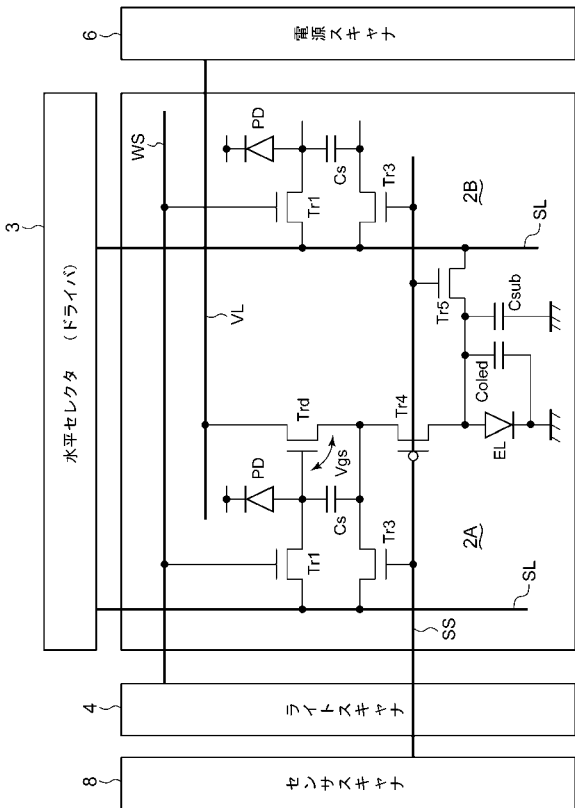 3
水平セレクタ （ドライバ）
6
電源スキャナ
WS
VL
PD
PD
Tr1
Cs
Tr3
2B
SL
Trd
Vgs
Tr1
Cs
Tr3
Tr4
Tr5
Csub
Coled
EL
2A
SL
SS
4
ライトスキャナ
8
センサスキャナ